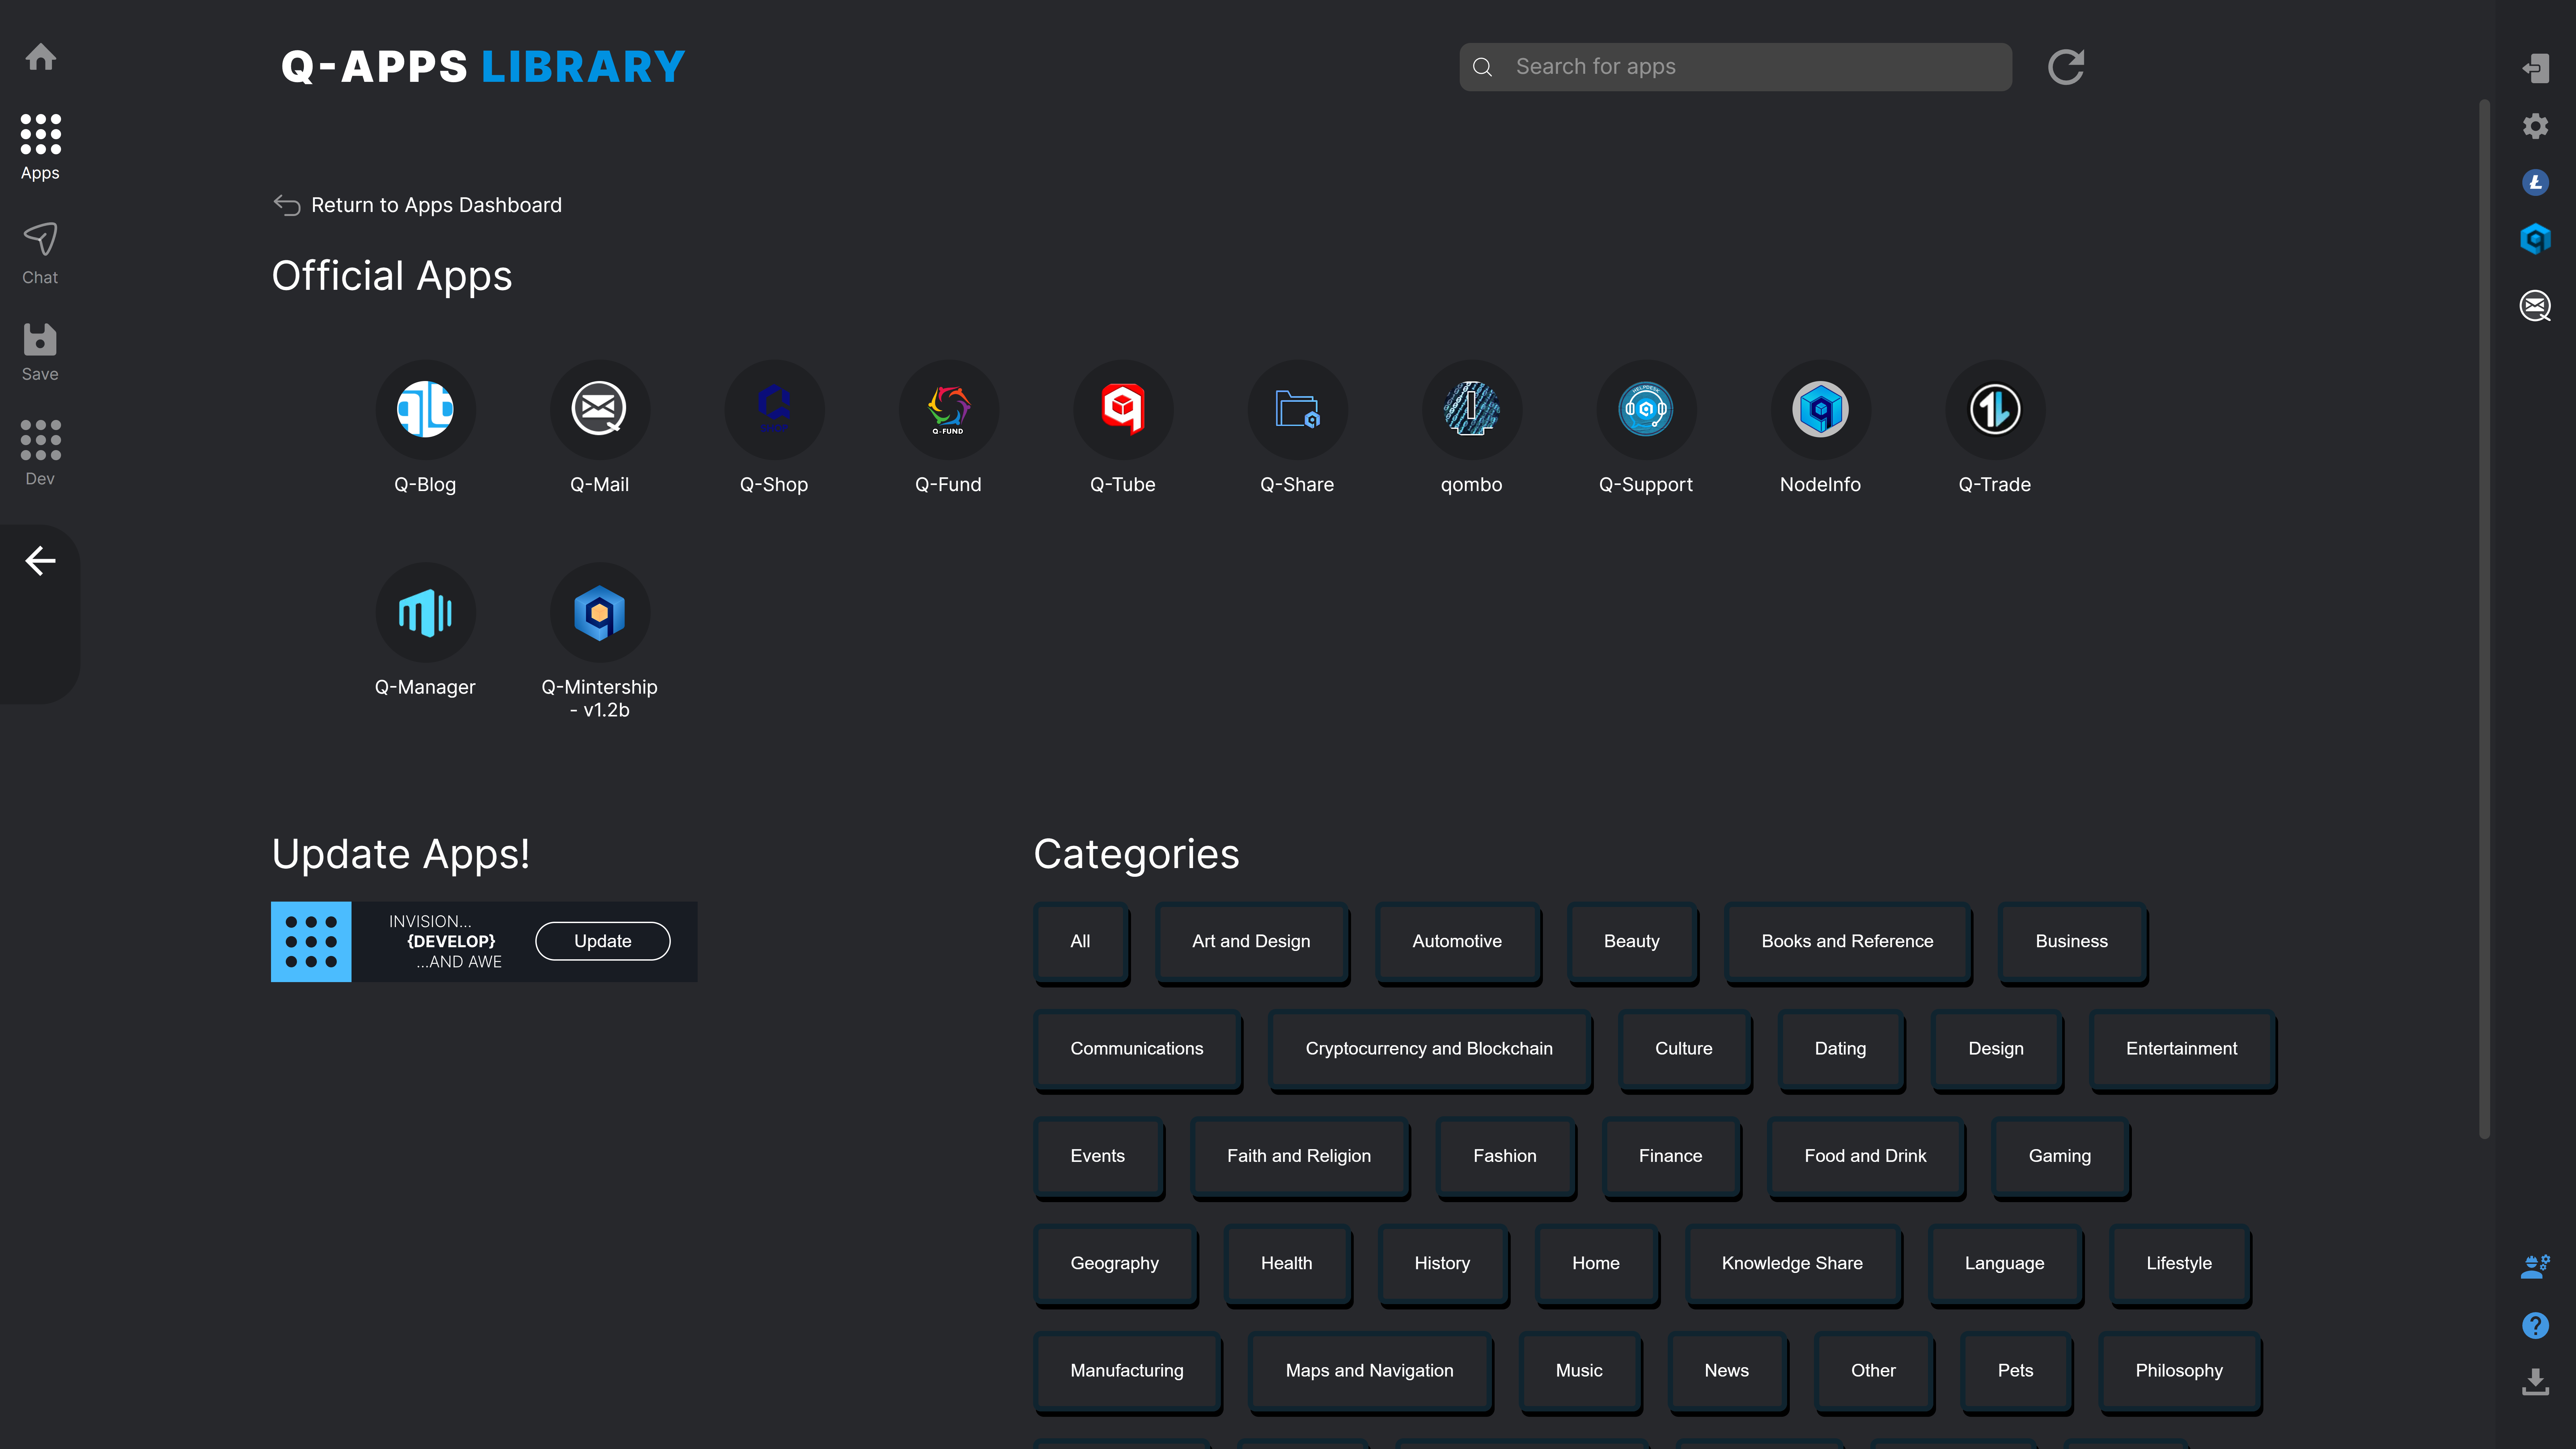 Q-APPS LIBRARY
Search for apps
Apps
Chat
Save
Dev
Return to Apps Dashboard
Official Apps
SHOP
Q-FUND
HELPDESK
Q-Blog
Q-Mail
Q-Shop
Q-Fund
Q-Tube
Q-Share
qombo
Q-Support
NodeInfo
Q-Trade
Q-Manager
Q-Mintership
- v1.2b
Update Apps!
INVISION...
{DEVELOP}
...AND AWE
Update
Categories
All
Art and Design
Automotive
Beauty
Books and Reference
Business
Communications
Cryptocurrency and Blockchain
Culture
Dating
Design
Entertainment
Events
Faith and Religion
Fashion
Finance
Food and Drink
Gaming
Geography
Health
History
Home
Knowledge Share
Language
Lifestyle
Manufacturing
Maps and Navigation
Music
News
Other
Pets
Philosophy